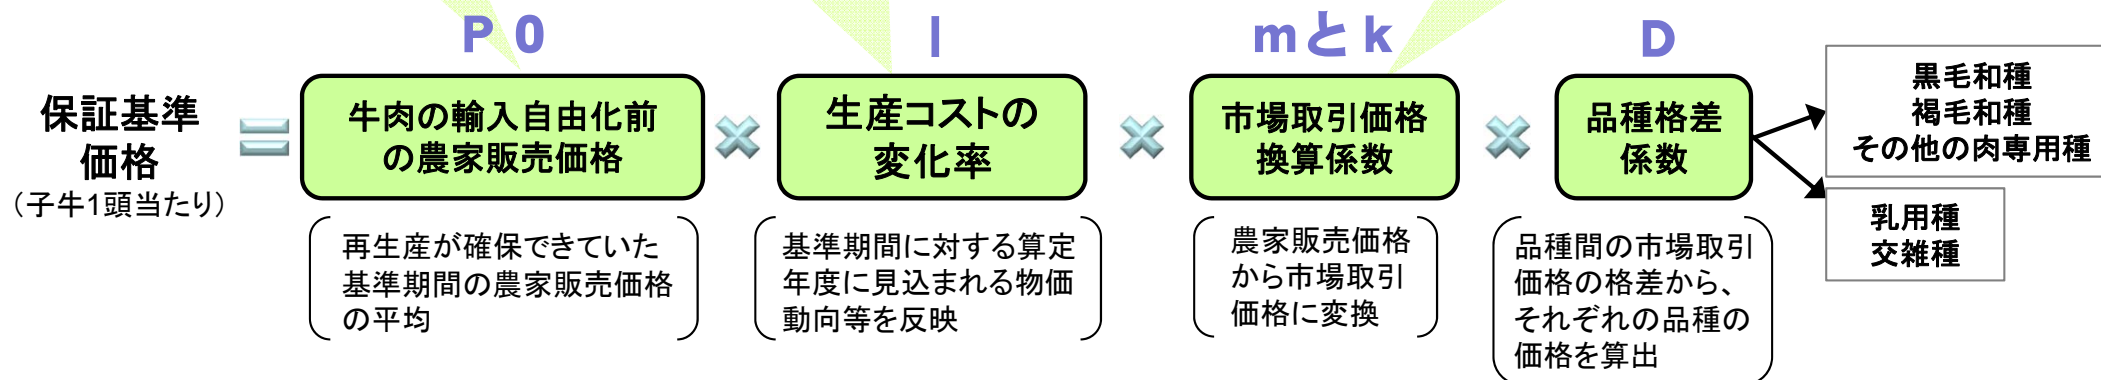 P0
I
mとk
D
保証基準
価格
(子牛1頭当たり)
=
牛肉の輸入自由化前
の農家販売価格
×
生産コストの
変化率
×
市場取引価格
換算係数
×
品種格差
係数
黒毛和種
褐毛和種
その他の肉専用種
乳用種
交雑種
再生産が確保できていた
基準期間の農家販売価格
の平均
基準期間に対する算定
年度に見込まれる物価
動向等を反映
農家販売価格
から市場取引
価格に変換
品種間の市場取引
価格の格差から、
それぞれの品種の
価格を算出